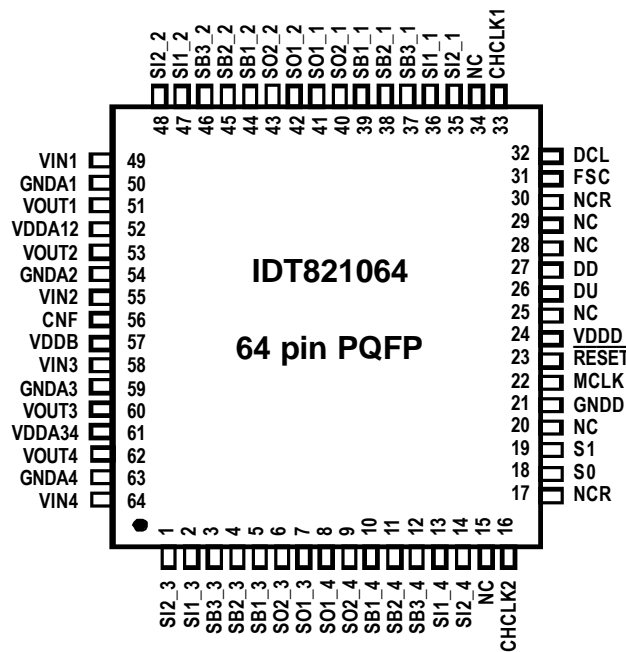 SI2_2 SI1_2 SB3_2 SB2_2 SB1_2 SO2_2 SO1_2 SO1_1 SO2_1 SB1_1 SB2_1 SB3_1 SI1_1 SI2_1 NC CHCLK1
48 47 46 45 44 43 42 41 40 39 38 37 36 35 34 33
VIN1 49
GNDA1 50
VOUT1 51
VDDA12 52
VOUT2 53
GNDA2 54
VIN2 55
CNF 56
VDDB 57
VIN3 58
GNDA3 59
VOUT3 60
VDDA34 61
VOUT4 62
GNDA4 63
VIN4 64
IDT821064
64 pin PQFP
32 DCL
31 FSC
30 NCR
29 NC
28 NC
27 DD
26 DU
25 NC
24 VDDD
23 RESET
22 MCLK
21 GNDD
20 NC
19 S1
18 S0
17 NCR
1 2 3 4 5 6 7 8 9 10 11 12 13 14 15 16
SI2_3 SI1_3 SB3_3 SB2_3 SB1_3 SO2_3 SO1_3 SO1_4 SO2_4 SB1_4 SB2_4 SB3_4 SI1_4 SI2_4 NC CHCLK2